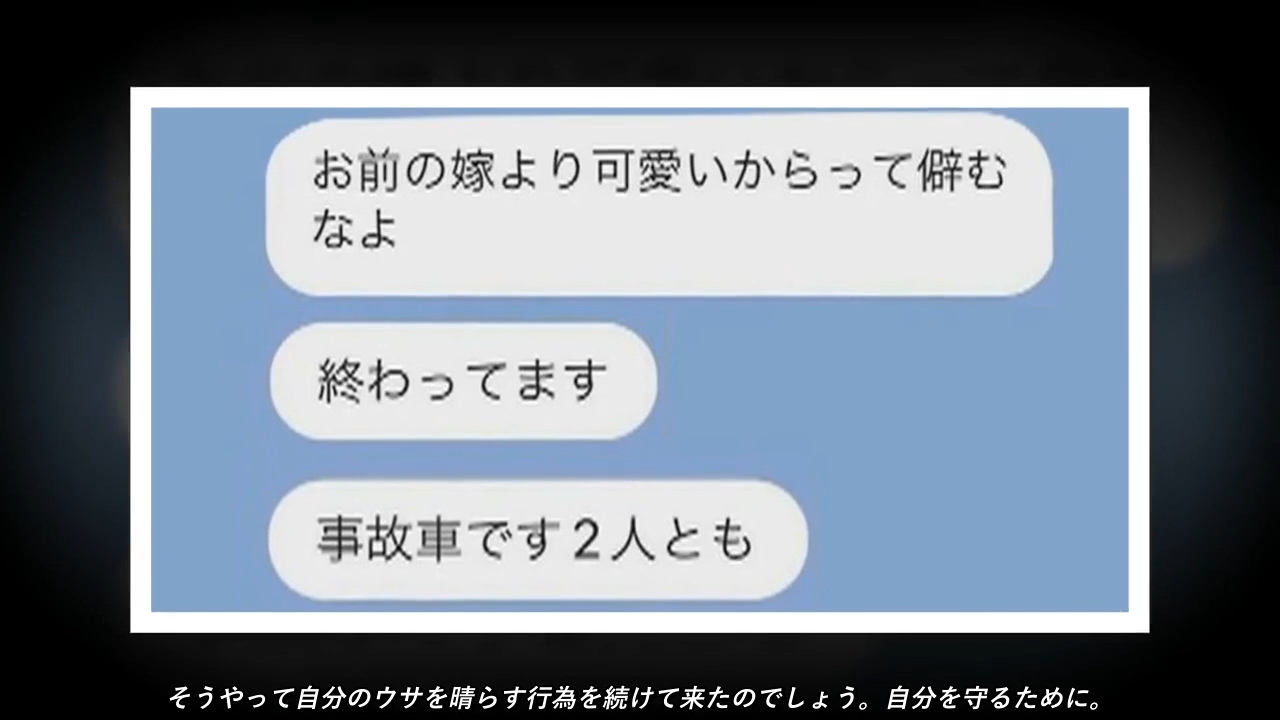 お前の嫁より可愛いからって僻む
なよ
終わってます
事故車です2人とも
そうやって自分のウサを晴らす行為を続けて来たのでしょう。自分を守るために。